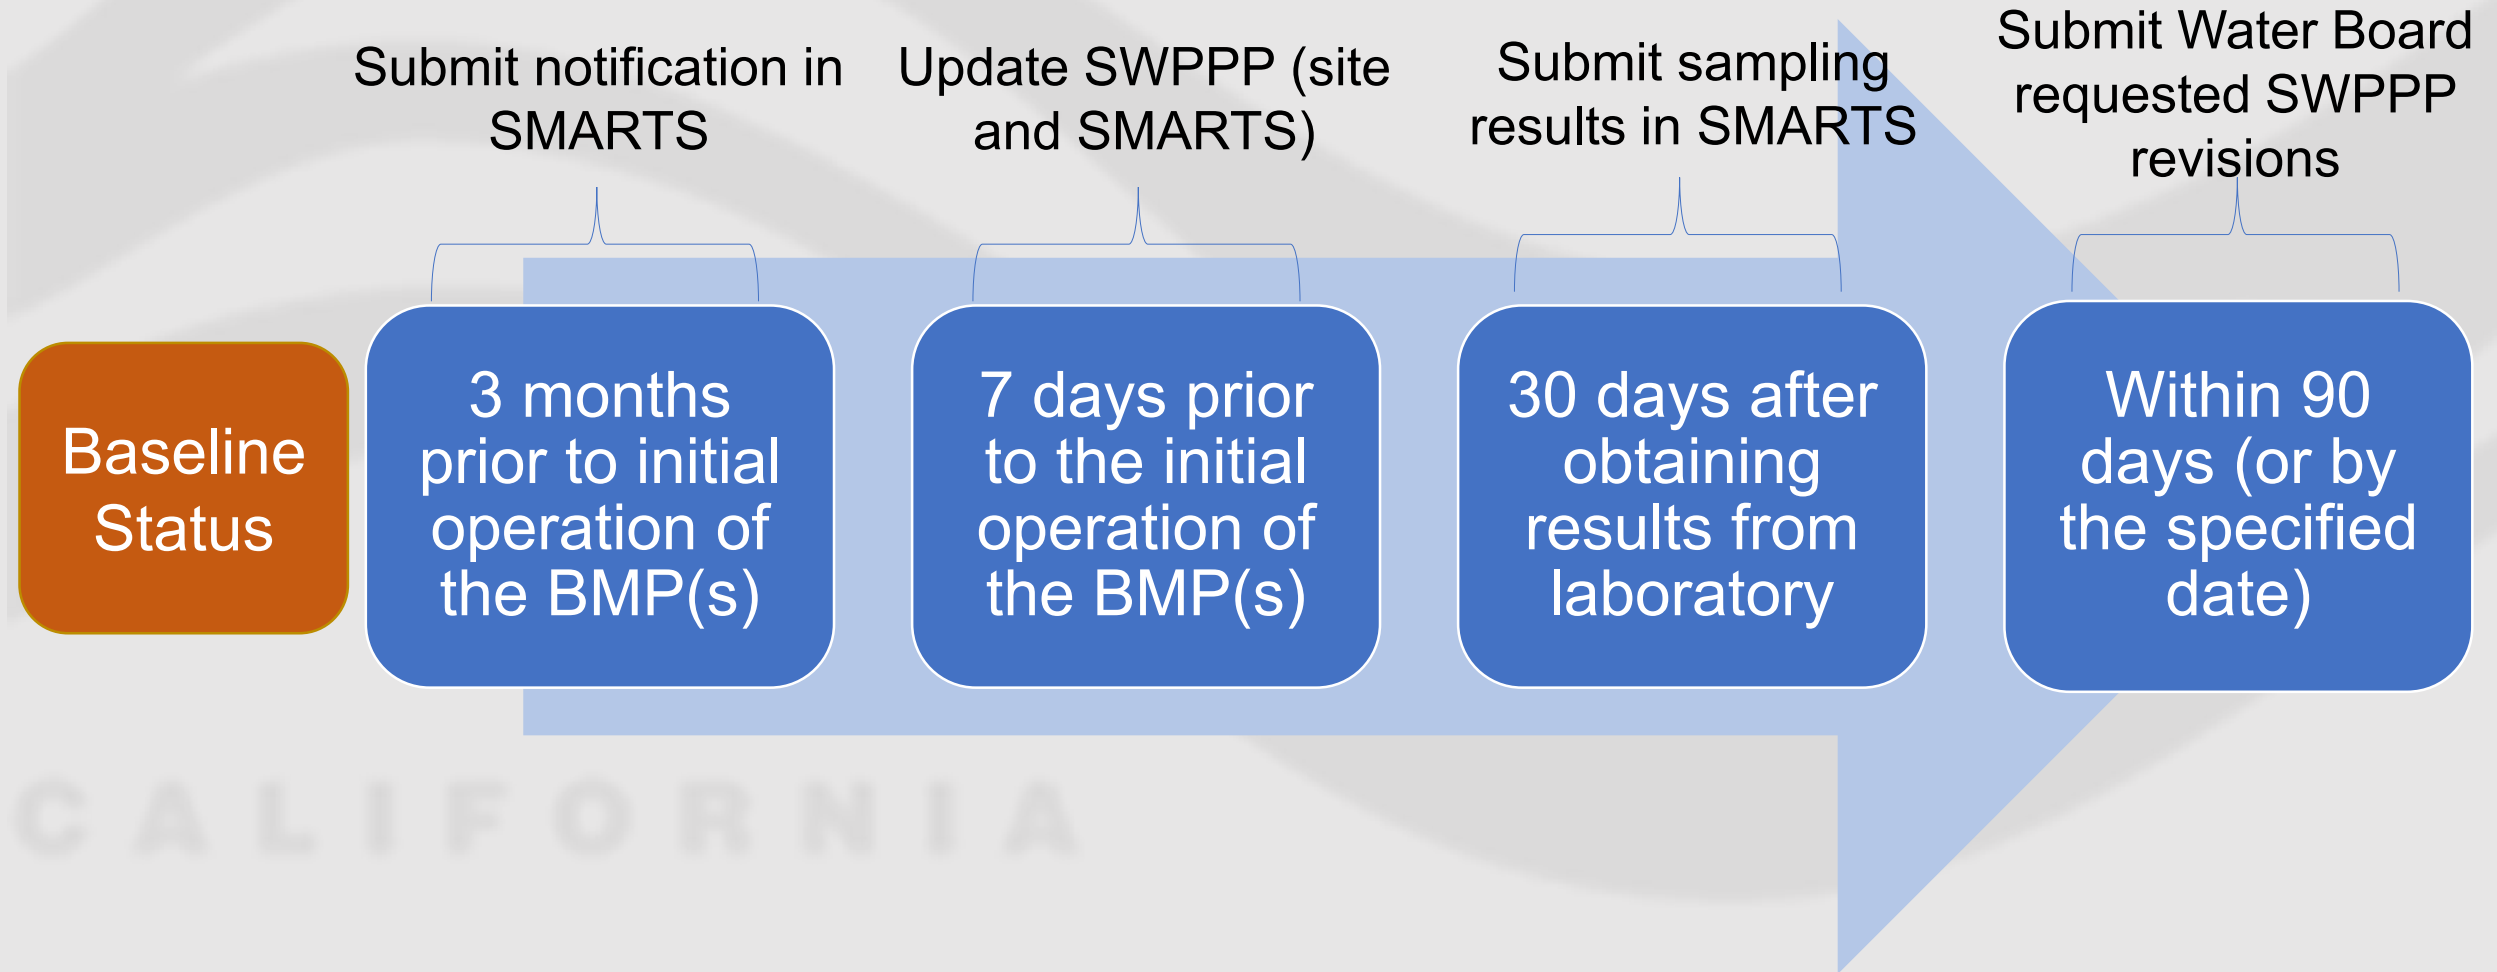 Submit notification in
SMARTS
Update SWPPP (site
and SMARTS)
Submit sampling
results in SMARTS
Submit Water Board
requested SWPPP
revisions
Baseline
Status
3 months
prior to initial
operation of
the BMP(s)
7 days prior
to the initial
operation of
the BMP(s)
30 days after
obtaining
results from
laboratory
Within 90
days (or by
the specified
date)
CALIFORNIA